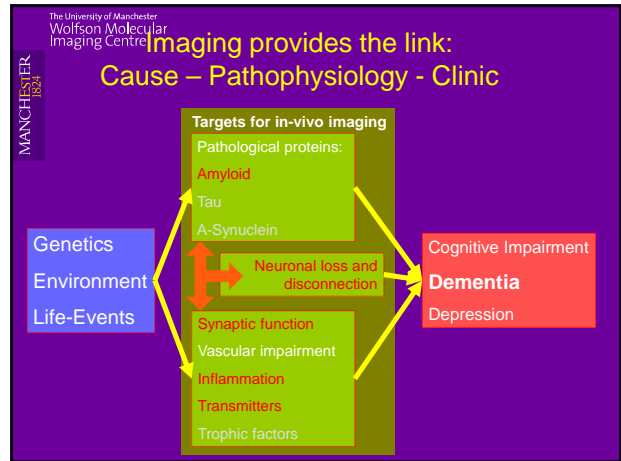 The University of Manchester
Wolfson Molecular
Imaging Centre
MANCHESTER
1824
Imaging provides the link:
Cause – Pathophysiology - Clinic
Targets for in-vivo imaging
Pathological proteins:
Amyloid
Tau
A-Synuclein
Genetics
Environment
Life-Events
Neuronal loss and
disconnection
Synaptic function
Vascular impairment
Inflammation
Transmitters
Trophic factors
Cognitive Impairment
Dementia
Depression